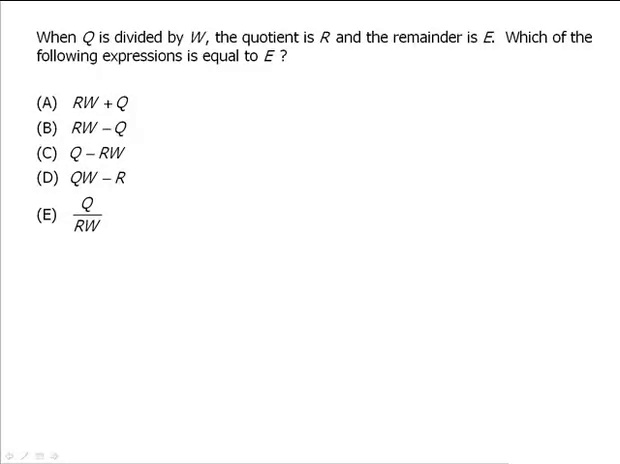 When Q is divided by W, the quotient is R and the remainder is E.  Which of the
following expressions is equal to E ?
(A) RW + Q
(B) RW – Q
(C) Q – RW
(D) QW – R
(E) Q
RW